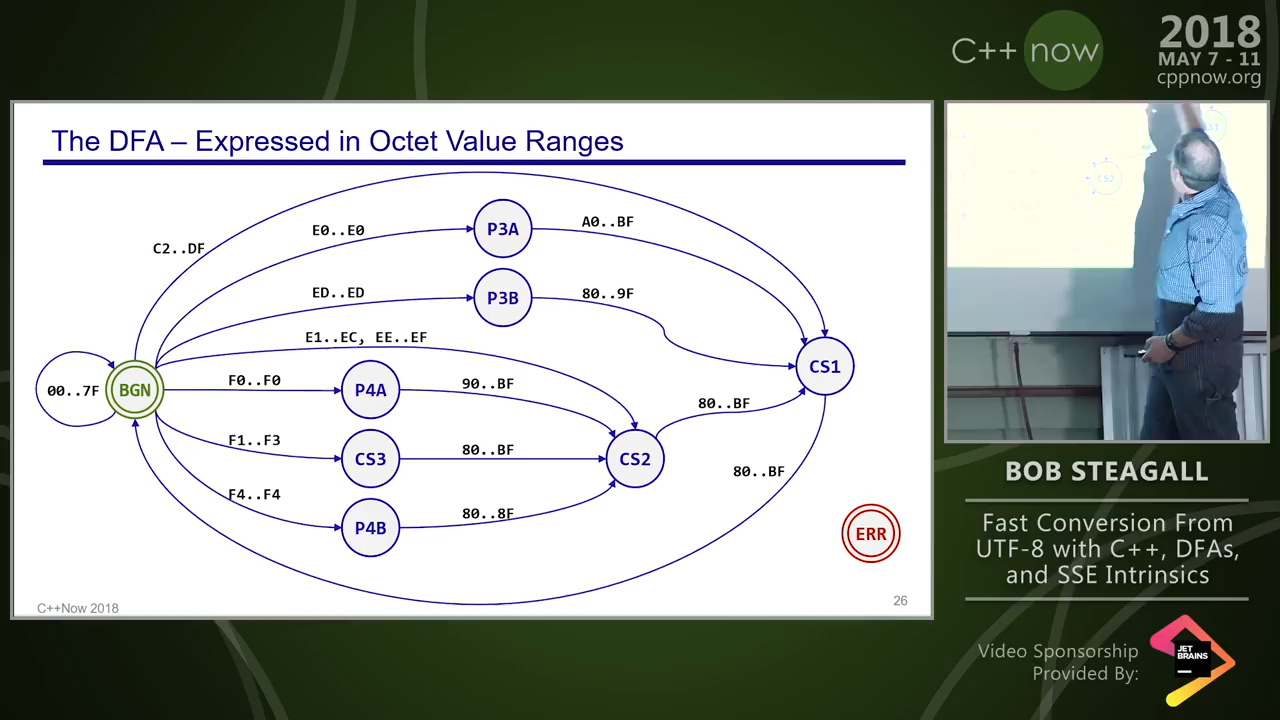 C++ now
2018
MAY 7 - 11
cppnow.org
The DFA – Expressed in Octet Value Ranges
C2..DF
E0..E0
P3A
A0..BF
ED..ED
P3B
80..9F
E1..EC, EE..EF
CS1
00..7F
BGN
F0..F0
P4A
90..BF
80..BF
F1..F3
CS3
80..BF
CS2
80..BF
F4..F4
P4B
80..8F
ERR
C++Now 2018
26
CS2
BOB STEAGALL
Fast Conversion From
UTF-8 with C++, DFAs,
and SSE Intrinsics
Video Sponsorship
Provided By:
JET
BRAINS